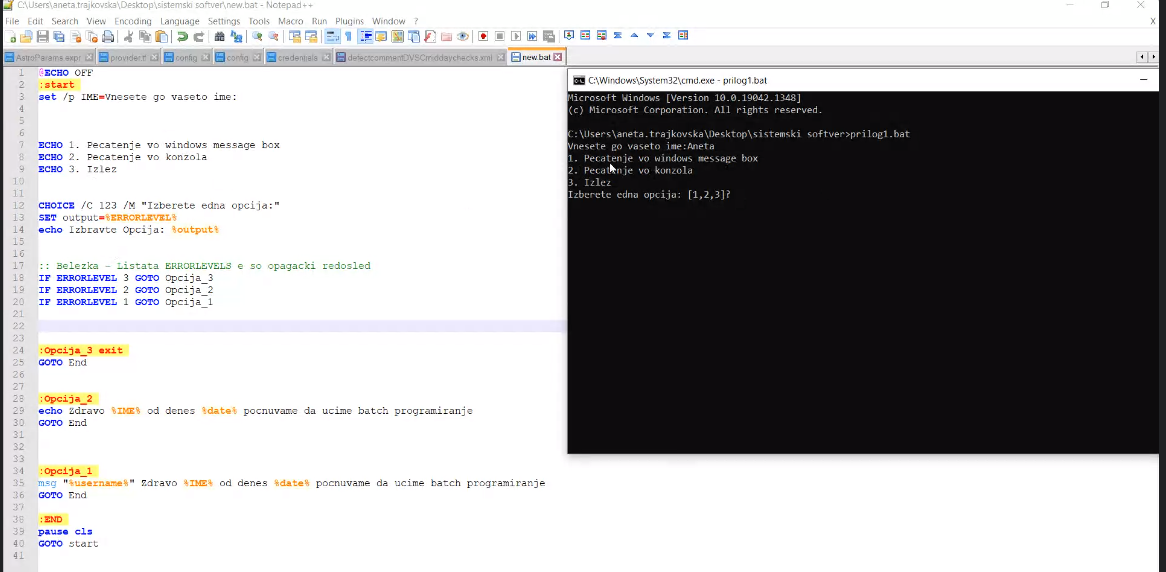 C:\Users\aneta.trajkovska\Desktop\sistemski softver\new.bat - Notepad++
File Edit Search View Encoding Language Settings Tools Macro Run Plugins Window ?
AstroParama.expr provider.tf config config credenijala detectcommentDVSCmiddaychecks.xml new.bat
1 @ECHO OFF
2 :start
3 set /p IME=Vnesete go vaseto ime:
4
5
6
7 ECHO 1. Pecatenje vo windows message box
8 ECHO 2. Pecatenje vo konzola
9 ECHO 3. Izlez
10
11
12 CHOICE /C 123 /M "Izberete edna opcija:"
13 SET output=%ERRORLEVEL%
14 echo Izbravte Opcija: %output%
15
16
17 :: Belezka - Listata ERRORLEVELS e so opagacki redosled
18 IF ERRORLEVEL 3 GOTO Opcija_3
19 IF ERRORLEVEL 2 GOTO Opcija_2
20 IF ERRORLEVEL 1 GOTO Opcija_1
21
22
23
24 :Opcija_3 exit
25 GOTO End
26
27
28 :Opcija_2
29 echo Zdravo %IME% od denes %date% pocnuvame da ucime batch programiranje
30 GOTO End
31
32
33
34 :Opcija_1
35 msg "%username%" Zdravo %IME% od denes %date% pocnuvame da ucime batch programiranje
36 GOTO End
37
38 :END
39 pause cls
40 GOTO start
41
C:\Windows\System32\cmd.exe - prilog1.bat
Microsoft Windows [Version 10.0.19042.1348]
(c) Microsoft Corporation. All rights reserved.
C:\Users\aneta.trajkovska\Desktop\sistemski softver>prilog1.bat
Vnesete go vaseto ime:Aneta
1. Pecatenje vo windows message box
2. Pecatenje vo konzola
3. Izlez
Izberete edna opcija: [1,2,3]?